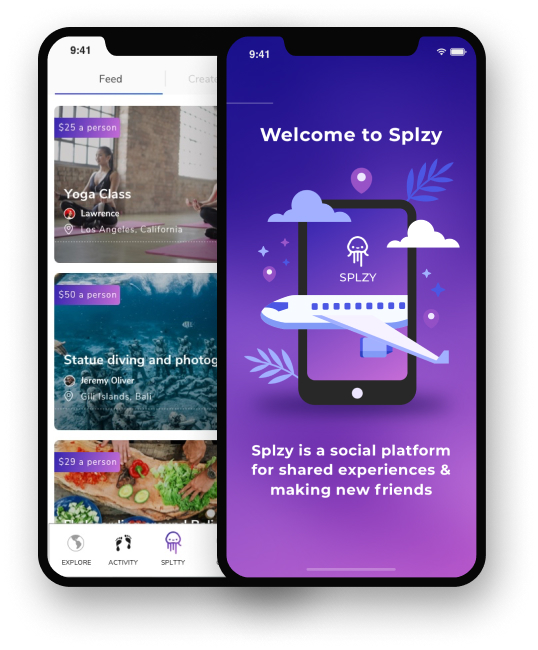 9:41
Feed
Create
$25 a person
Yoga Class
Lawrence
Los Angeles, California
$50 a person
Statue diving and photog
Jeremy Oliver
Gili Islands, Bali
$29 a person
EXPLORE
ACTIVITY
SPLTTY
9:41
Welcome to Splzy
SPLZY
Splzy is a social platform
for shared experiences &
making new friends